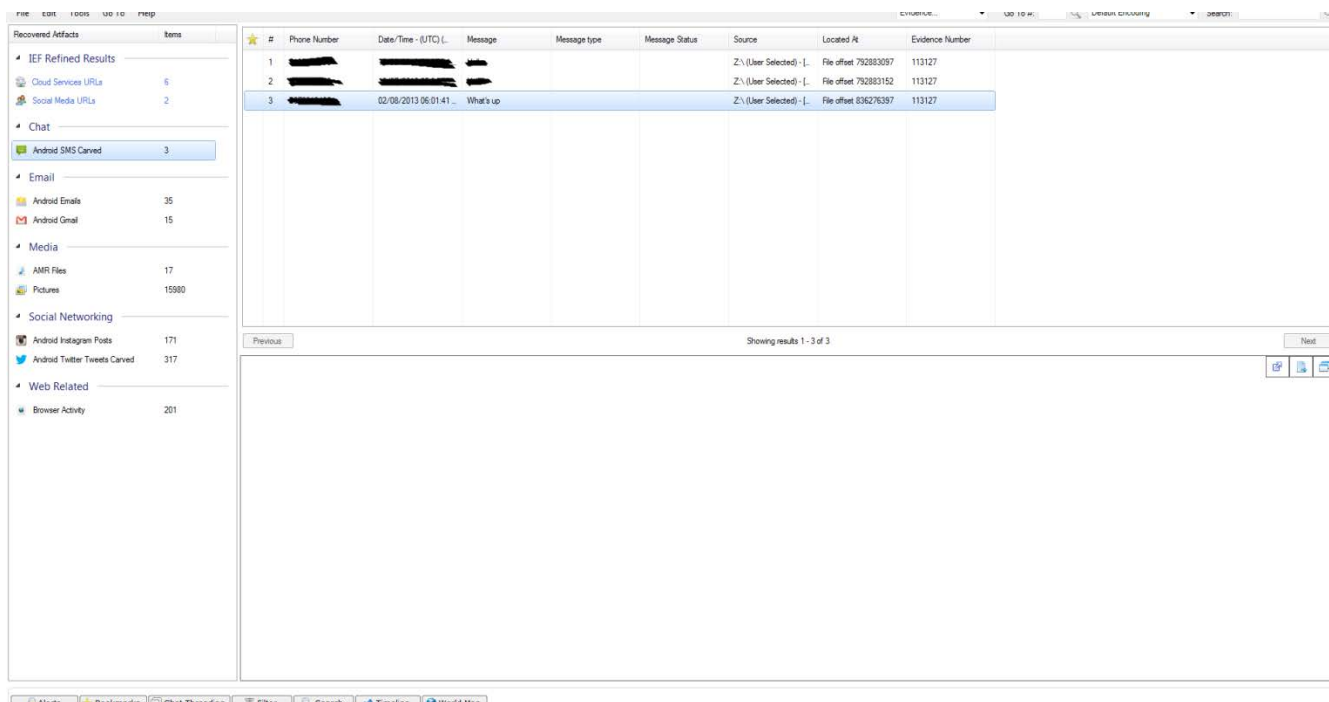 File Edit Tools Go To Help
Evidence... Go To #: Default Encoding Search:
Recovered Artifacts Items
IEF Refined Results
Cloud Services URLs 6
Social Media URLs 2
Chat
Android SMS Carved 3
Email
Android Emails 35
Android Gmail 15
Media
AMR Files 17
Pictures 15980
Social Networking
Android Instagram Posts 171
Android Twitter Tweets Carved 317
Web Related
Browser Activity 201
# Phone Number Date/Time - (UTC) (... Message Message type Message Status Source Located At Evidence Number
1 Z:\ (User Selected) - [... File offset 792883097 113127
2 Z:\ (User Selected) - [... File offset 792883152 113127
3 02/08/2013 06:01:41 ... What's up Z:\ (User Selected) - [... File offset 836276397 113127
Previous Showing results 1 - 3 of 3 Next
Alerts Bookmarks Chat Threading Filter Search Timeline World Map